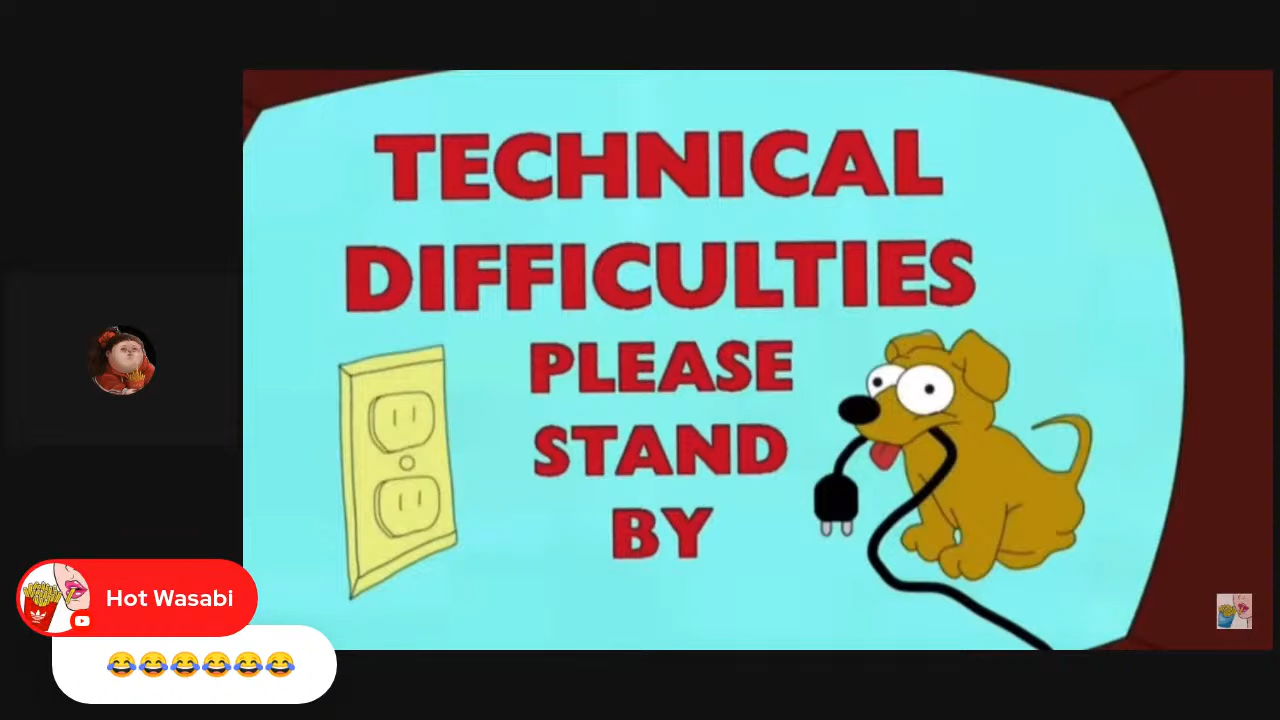 TECHNICAL
DIFFICULTIES
PLEASE
STAND
BY
Hot Wasabi
😂😂😂😂😂😂